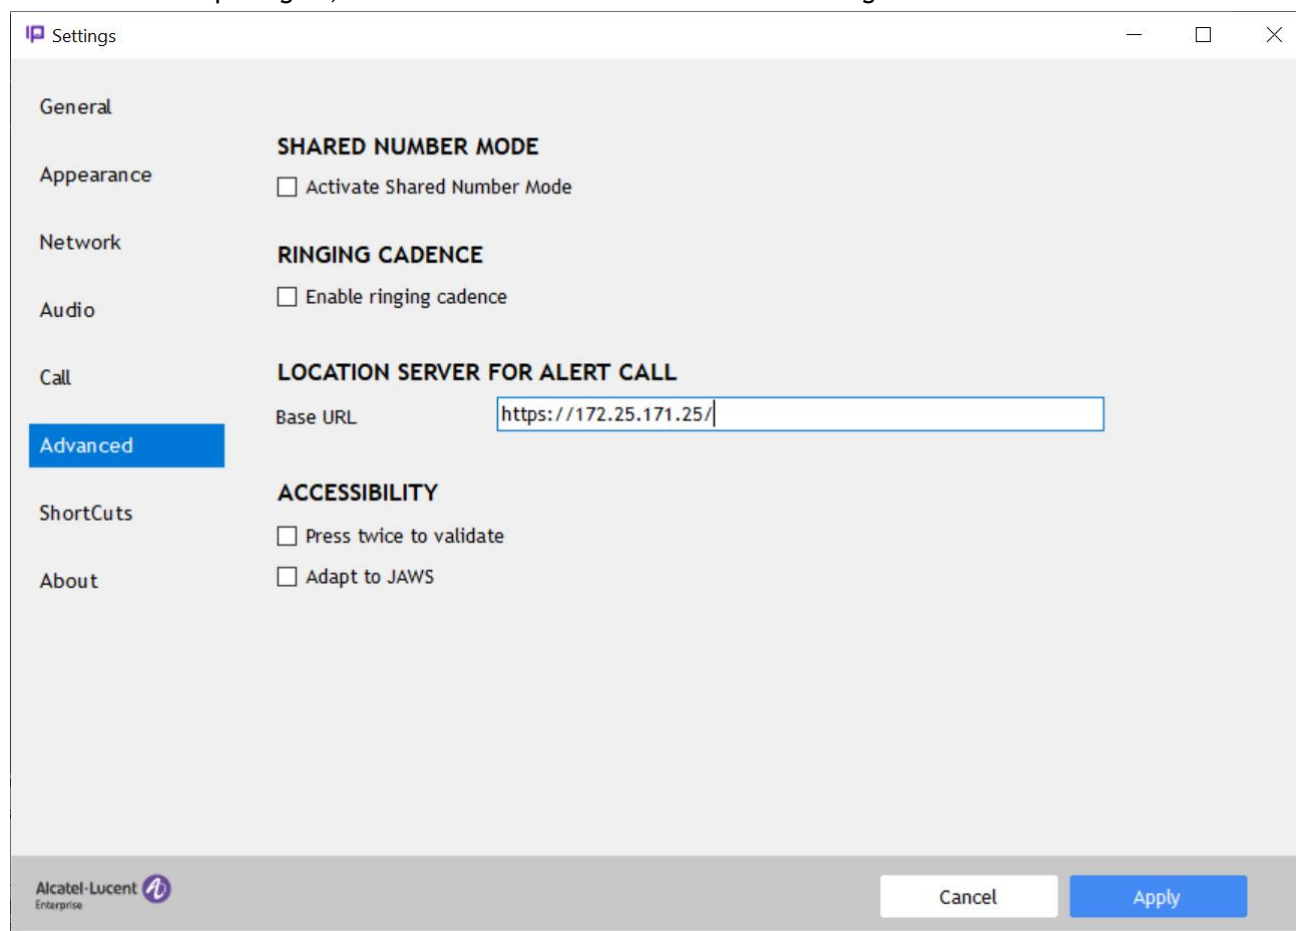 Settings
General
Appearance
Network
Audio
Call
Advanced
ShortCuts
About
SHARED NUMBER MODE
Activate Shared Number Mode
RINGING CADENCE
Enable ringing cadence
LOCATION SERVER FOR ALERT CALL
Base URL https://172.25.171.25/
ACCESSIBILITY
Press twice to validate
Adapt to JAWS
Alcatel·Lucent
Enterprise
Cancel Apply